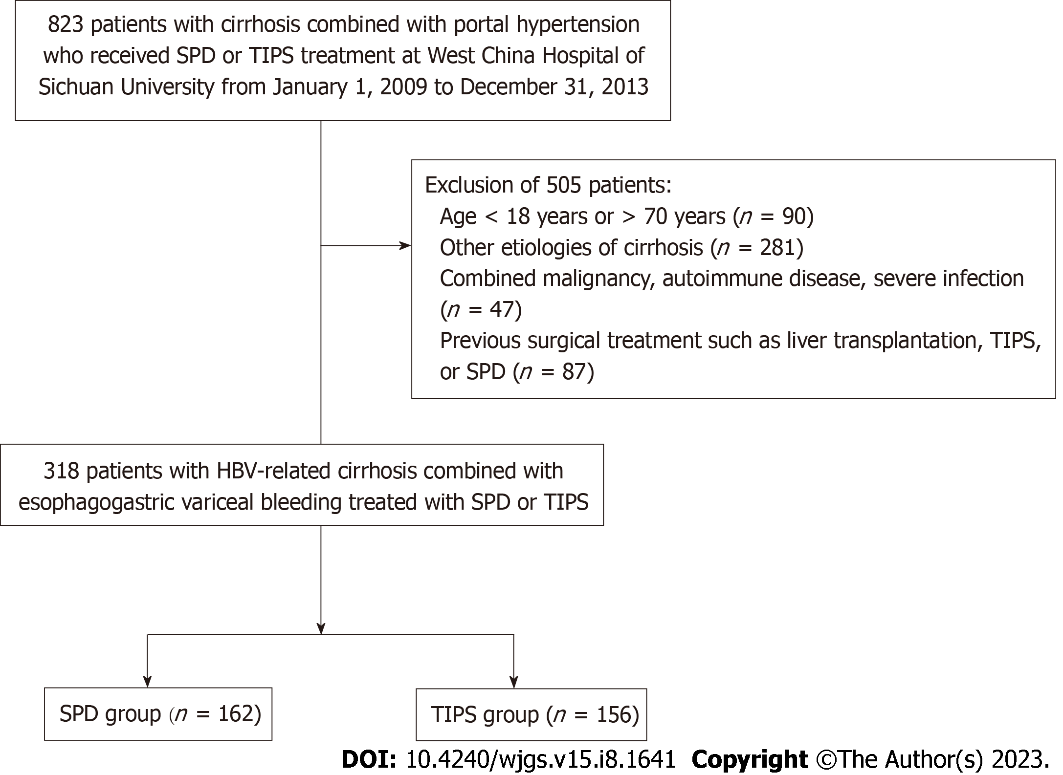 823 patients with cirrhosis combined with portal hypertension
who received SPD or TIPS treatment at West China Hospital of
Sichuan University from January 1, 2009 to December 31, 2013
Exclusion of 505 patients:
Age < 18 years or > 70 years (n = 90)
Other etiologies of cirrhosis (n = 281)
Combined malignancy, autoimmune disease, severe infection
(n = 47)
Previous surgical treatment such as liver transplantation, TIPS,
or SPD (n = 87)
318 patients with HBV-related cirrhosis combined with
esophagogastric variceal bleeding treated with SPD or TIPS
SPD group (n = 162)
TIPS group (n = 156)
DOI: 10.4240/wjgs.v15.i8.1641 Copyright ©The Author(s) 2023.